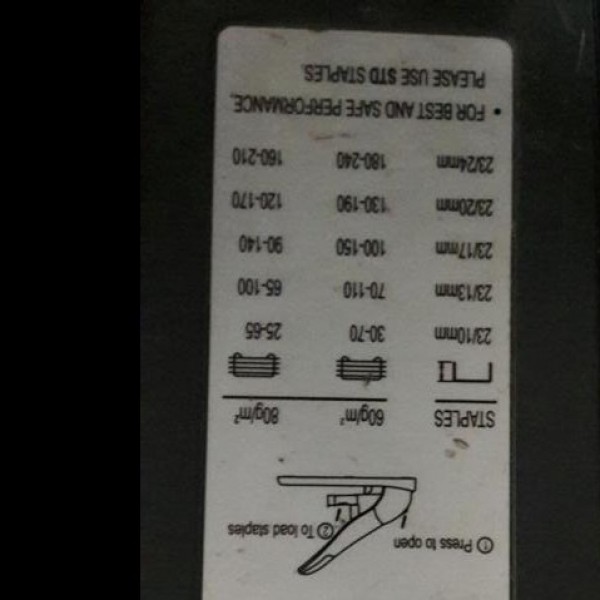 ① Press to open ② To load staples
STAPLES 60g/m² 80g/m²
23/10mm 30-70 25-65
23/13mm 70-110 65-100
23/17mm 100-150 90-140
23/20mm 130-190 120-170
23/24mm 180-240 160-210
• FOR BEST AND SAFE PERFORMANCE,
PLEASE USE STD STAPLES.